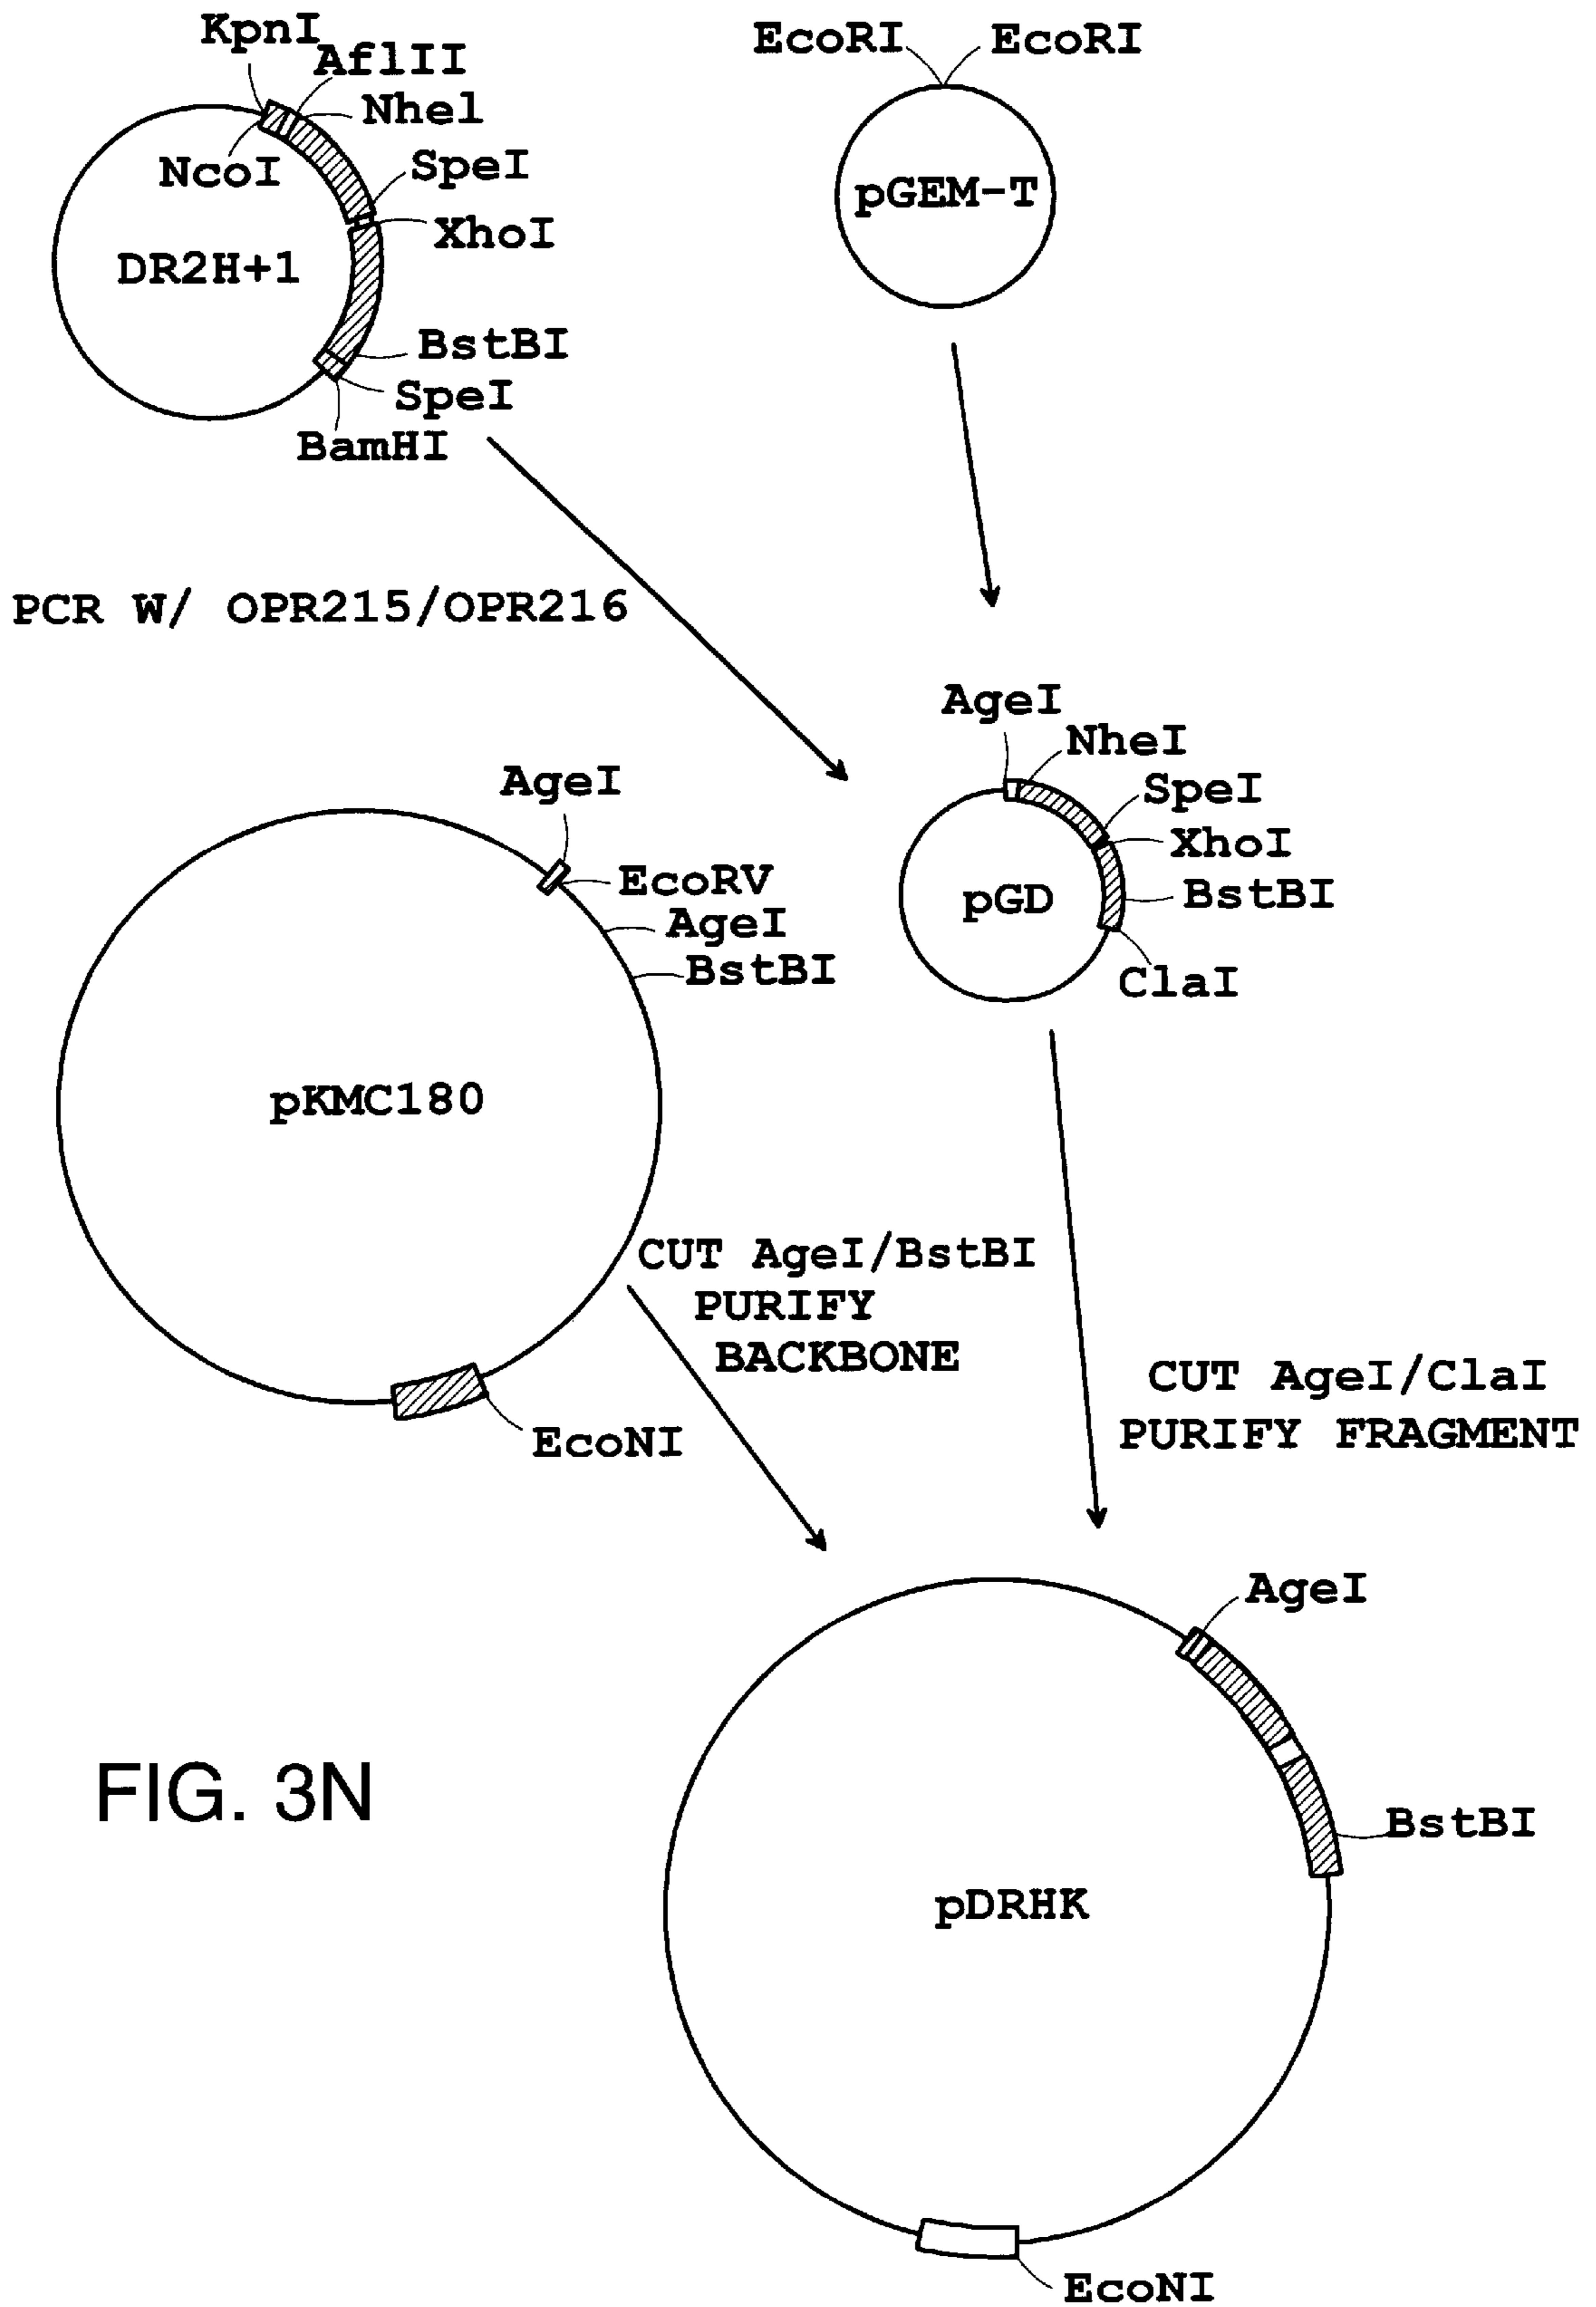 KpnI
AflII
Nhel
NcoI
SpeI
XhoI
DR2H+1
BstBI
SpeI
BamHI
EcoRI
EcoRI
pGEM-T
PCR W/ OPR215/OPR216
AgeI
NheI
SpeI
XhoI
BstBI
pGD
ClaI
AgeI
EcoRV
AgeI
BstBI
pKMC180
EcoNI
CUT AgeI/BstBI
PURIFY
BACKBONE
CUT AgeI/ClaI
PURIFY FRAGMENT
AgeI
BstBI
pDRHK
EcoNI
FIG. 3N